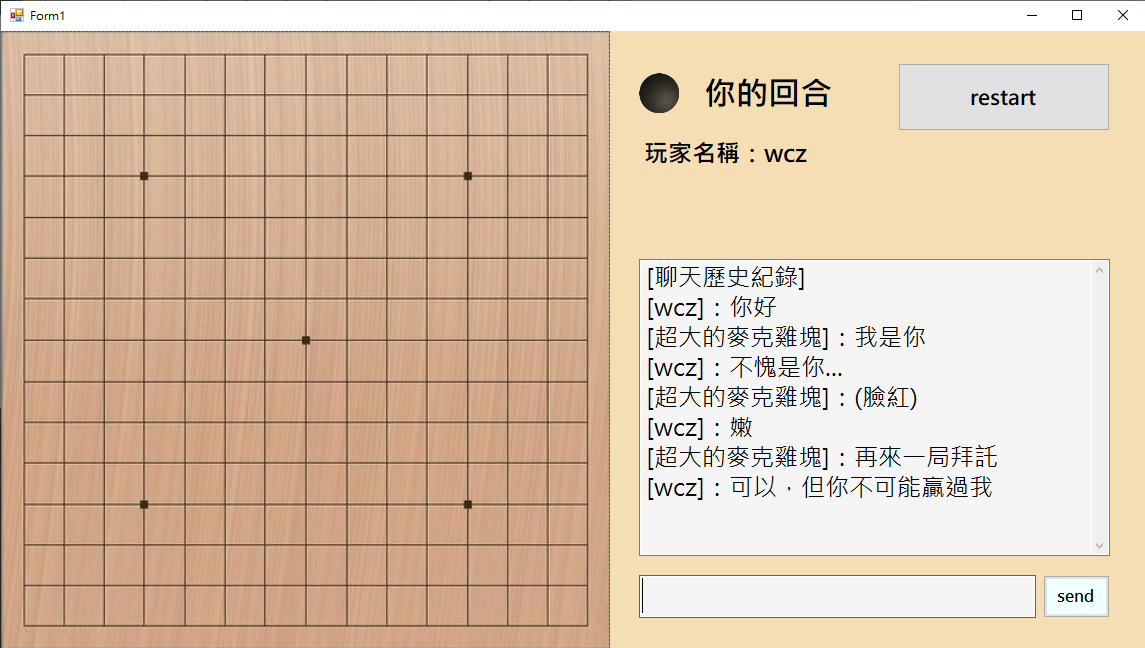 Form1
你的回合
restart
玩家名稱：wcz
[聊天歷史紀錄]
[wcz]：你好
[超大的麥克雞塊]：我是你
[wcz]：不愧是你...
[超大的麥克雞塊]：(臉紅)
[wcz]：嫩
[超大的麥克雞塊]：再來一局拜託
[wcz]：可以，但你不可能贏過我
send